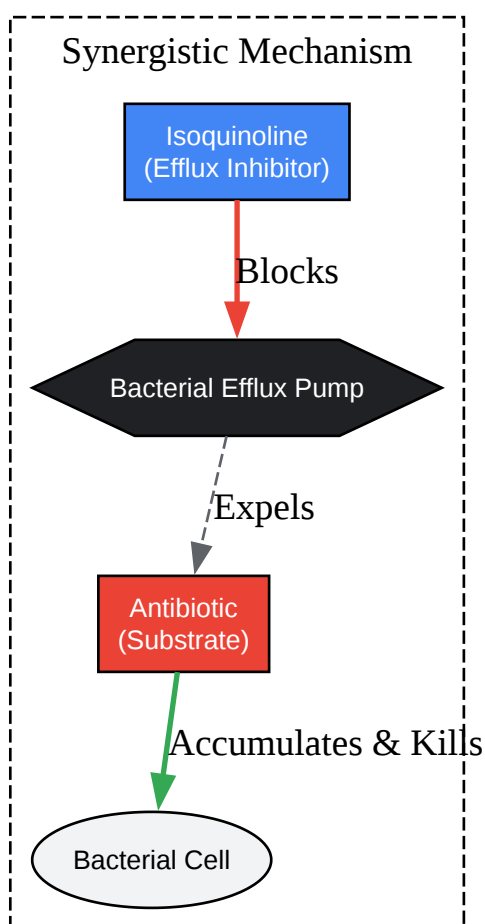 Synergistic Mechanism
Isoquinoline
(Efflux Inhibitor)
Blocks
Bacterial Efflux Pump
Expels
Antibiotic
(Substrate)
Accumulates & Kills
Bacterial Cell